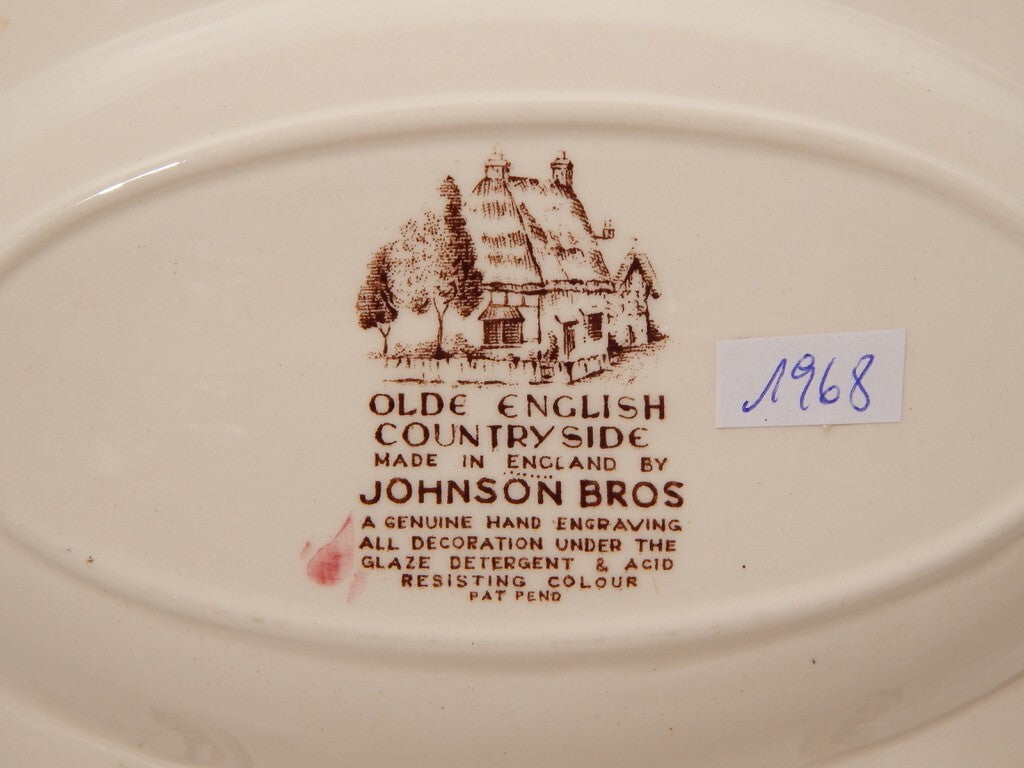 OLDE ENGLISH
COUNTRYSIDE
MADE IN ENGLAND BY
JOHNSON BROS
A GENUINE HAND ENGRAVING
ALL DECORATION UNDER THE
GLAZE DETERGENT & ACID
RESISTING COLOUR
PAT PEND
1968